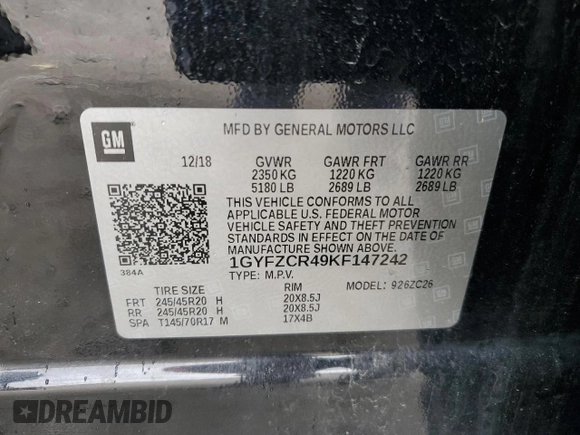 GM
MFD BY GENERAL MOTORS LLC
12/18 GVWR GAWR FRT GAWR RR
2350 KG 1220 KG 1220 KG
5180 LB 2689 LB 2689 LB
THIS VEHICLE CONFORMS TO ALL
APPLICABLE U.S. FEDERAL MOTOR
VEHICLE SAFETY AND THEFT PREVENTION
STANDARDS IN EFFECT ON THE DATE OF
MANUFACTURE SHOWN ABOVE.
384A
1GYFZCR49KF147242
TYPE: M.P.V. MODEL: 926ZC26
TIRE SIZE RIM
FRT 245/45R20 H 20X8.5J
RR 245/45R20 H 20X8.5J
SPA T145/70R17 M 17X4B
DREAMBID